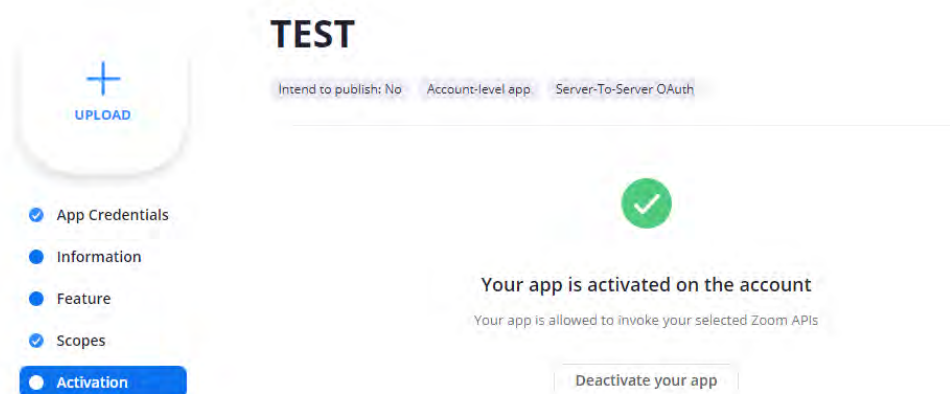 TEST
Intend to publish: No Account-level app Server-To-Server OAuth
UPLOAD
App Credentials
Information
Feature
Scopes
Activation
Your app is activated on the account
Your app is allowed to invoke your selected Zoom APIs
Deactivate your app